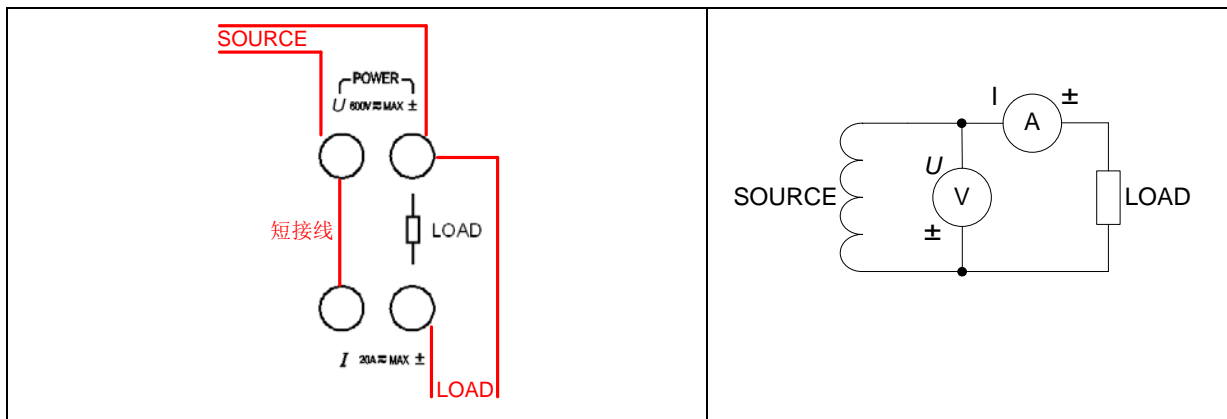 SOURCE
POWER
U 600V≂MAX ±
短接线
LOAD
I 20A≂MAX ±
LOAD
I ±
A
U
SOURCE V LOAD
±